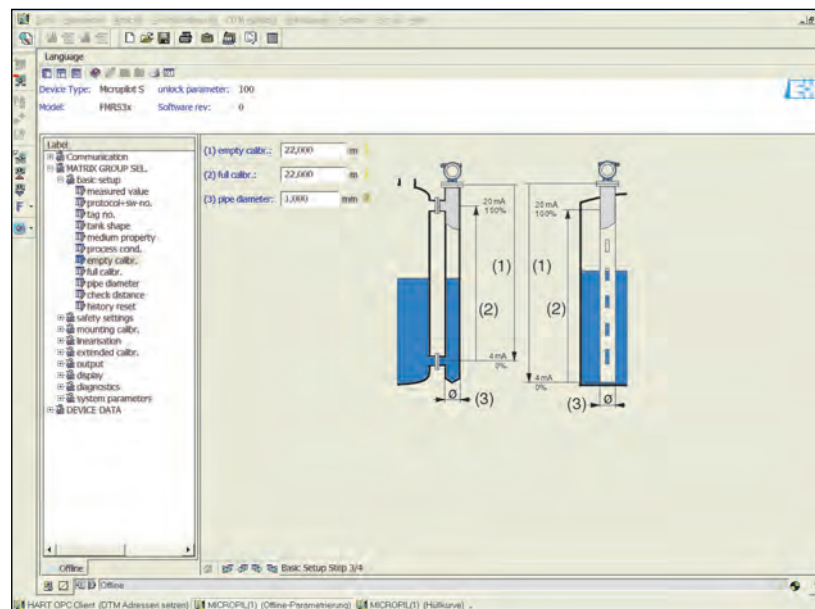 Language
Device Type: Micropilot S unlock parameter: 100
Model: FMR53x Software rev: 0
Label
Communication
MATRIX GROUP SEL.
basic setup
measured value
protocol+sw-no.
tag no.
tank shape
medium property
process cond.
empty calibr.
full calibr.
pipe diameter
check distance
history reset
safety settings
mounting calibr.
linearisation
extended calibr.
output
display
diagnostics
system parameters
DEVICE DATA
(1) empty calibr.: 22,000 m
(2) full calibr.: 22,000 m
(3) pipe diameter: 1,000 mm
20 mA
100%
(1)
(2)
4 mA
0%
ø
(3)
20 mA
100%
(1)
(2)
4 mA
0%
(3)
ø
Offline
Basic Setup Step 3/4
Offline
HART OPC Client (DTM Adressen setzen) MICROPIL(1) (Offline-Parametrierung) MICROPIL(1) (Hüllkurve)